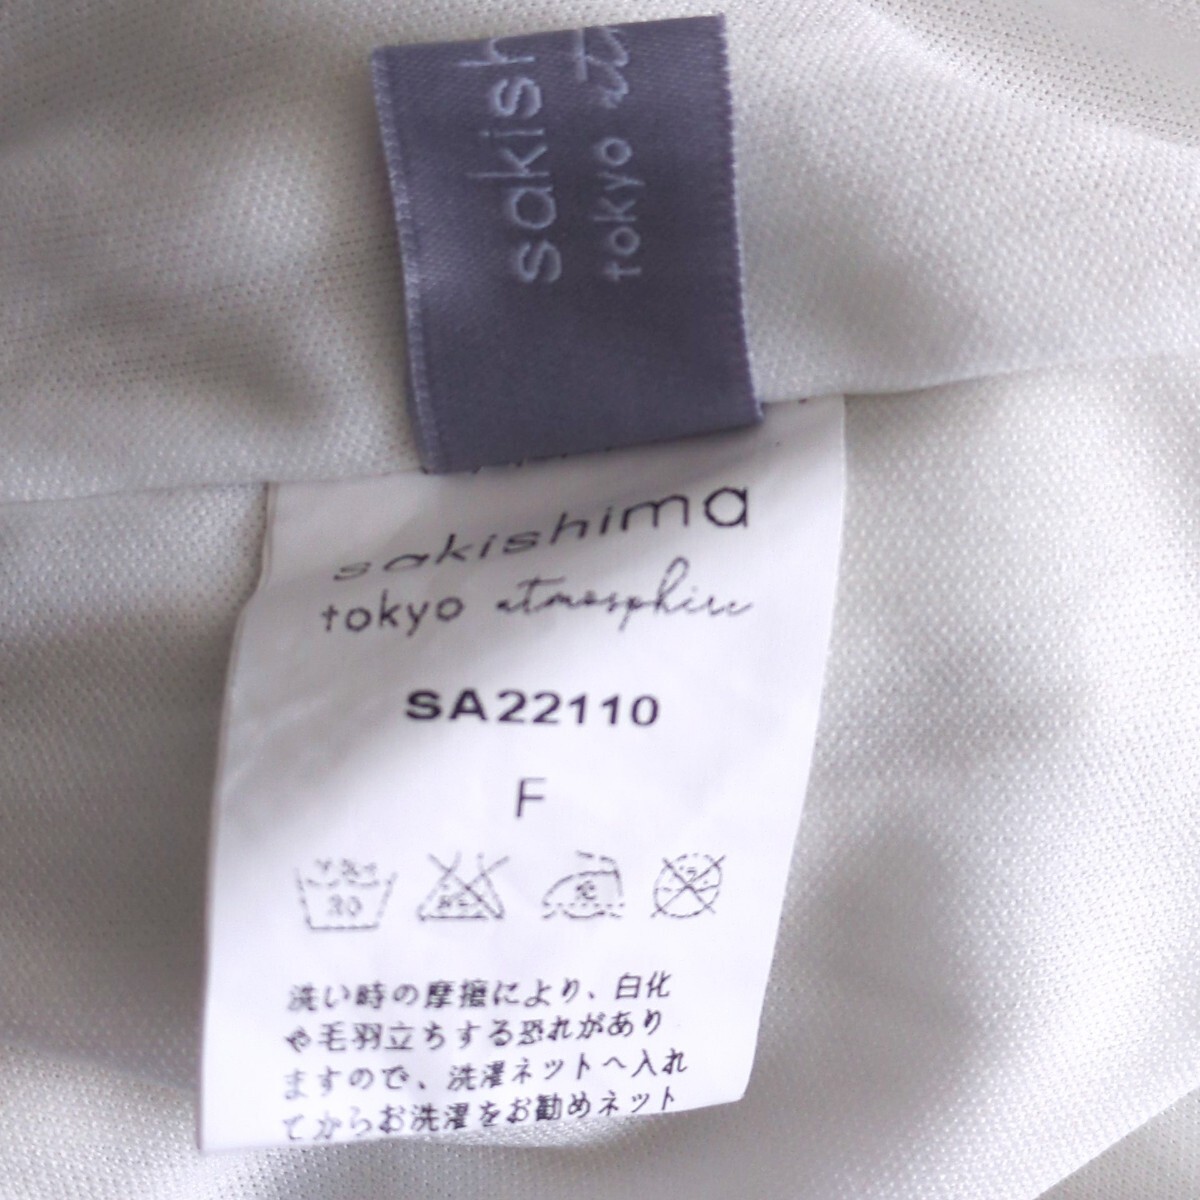 sakish
tokyo
sakishima
tokyo atmosphere
SA22110
F
30
洗い時の摩擦により、白化
や毛羽立ちする恐れがあり
ますので、洗濯ネットへ入れ
てからお洗濯をお勧めネット